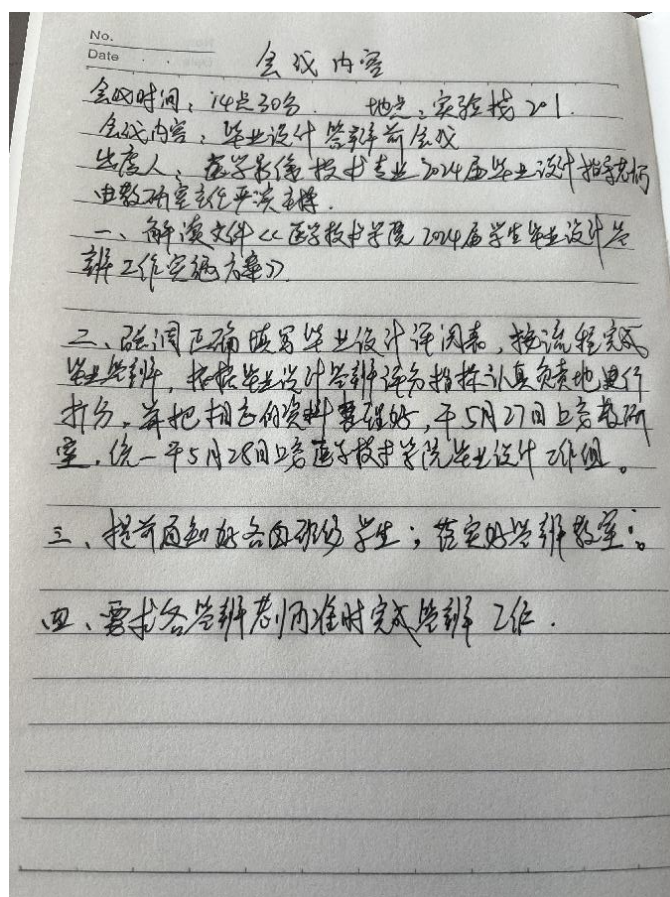 No.
Date
会议内容
会议时间：14点30分. 地点：实验楼201.
会议内容：毕业设计答辩前会议
出席人：医学影像技术专业2024届毕业设计指导老师
由教研室主任严 主持.
一、解读文件《医学技术学院2024届学生毕业设计答
辩工作实施方案》
二、强调正确填写毕业设计评阅表，按流程完成
毕业答辩，根据毕业设计答辩评分指标认真负责地进行
打分，并把相应的资料整理好，于5月27日上交教研
室，统一于5月28日上交医学技术学院毕业设计工作组。
三、提前通知好各自班级学生；落实好答辩教室；。
四、要求各答辩老师准时完成答辩工作.